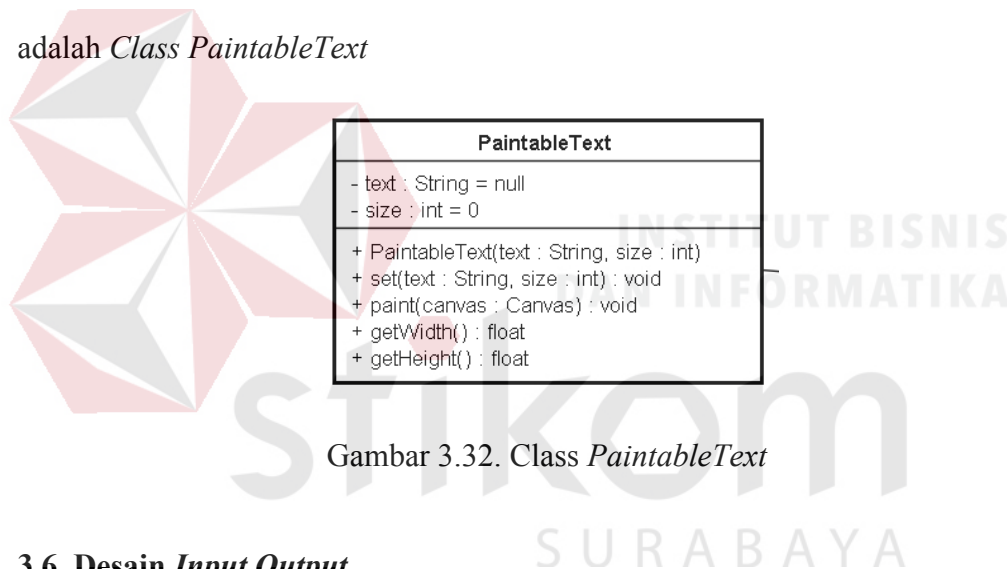 adalah Class PaintableText
PaintableText
- text : String = null
- size : int = 0
+ PaintableText(text : String, size : int)
+ set(text : String, size : int) : void
+ paint(canvas : Canvas) : void
+ getWidth() : float
+ getHeight() : float
INSTITUT BISNIS
DAN INFORMATIKA
stikom
SURABAYA
Gambar 3.32. Class PaintableText
3.6. Desain Input Output